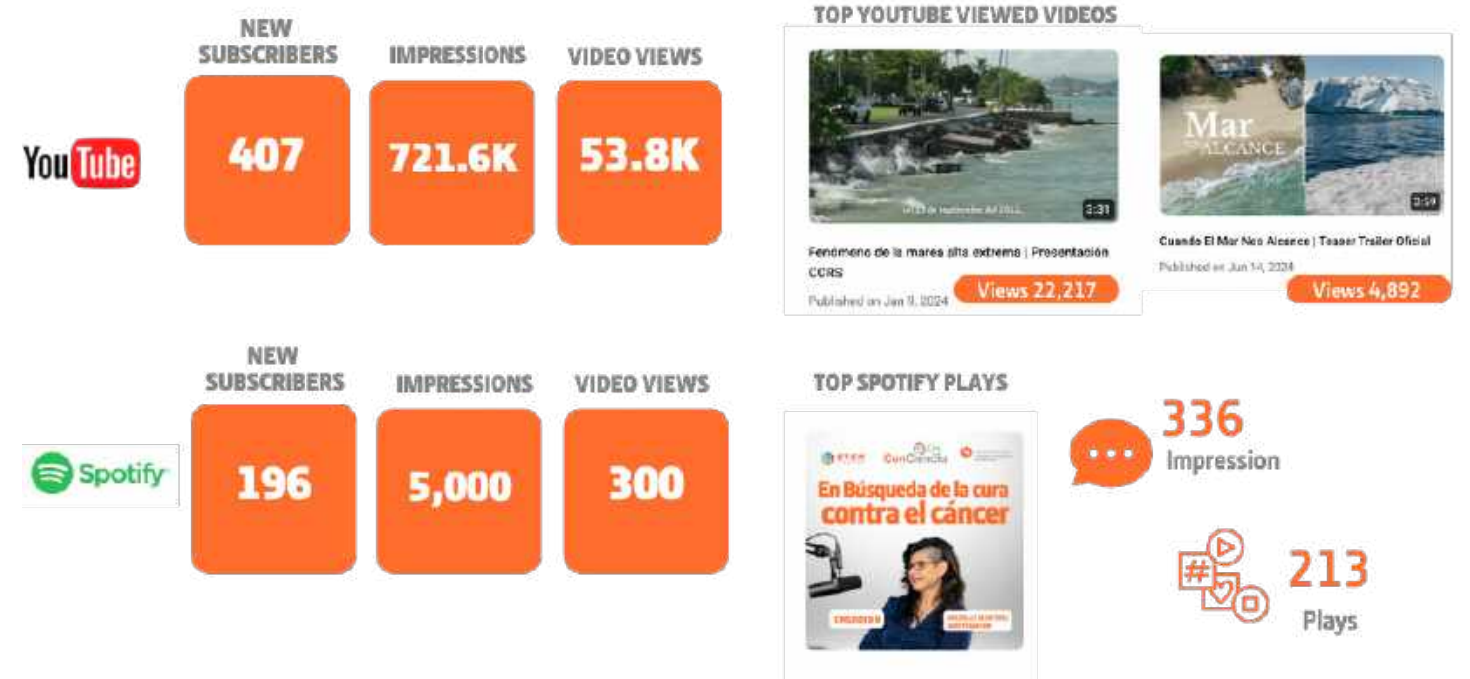 NEW
SUBSCRIBERS
IMPRESSIONS
VIDEO VIEWS
YouTube
407
721.6K
53.8K
TOP YOUTUBE VIEWED VIDEOS
3:31
Fenómeno de la marea alta extrema | Presentación
CCRS
Published on Jan 9, 2024
Views 22,217
Mar
ALCANCE
Cuando El Mar Nos Alcance | Teaser Trailer Oficial
Published on Jun 14, 2024
Views 4,892
NEW
SUBSCRIBERS
IMPRESSIONS
VIDEO VIEWS
Spotify
196
5,000
300
TOP SPOTIFY PLAYS
ConCiencia
En Búsqueda de la cura
contra el cáncer
336
Impression
#
213
Plays